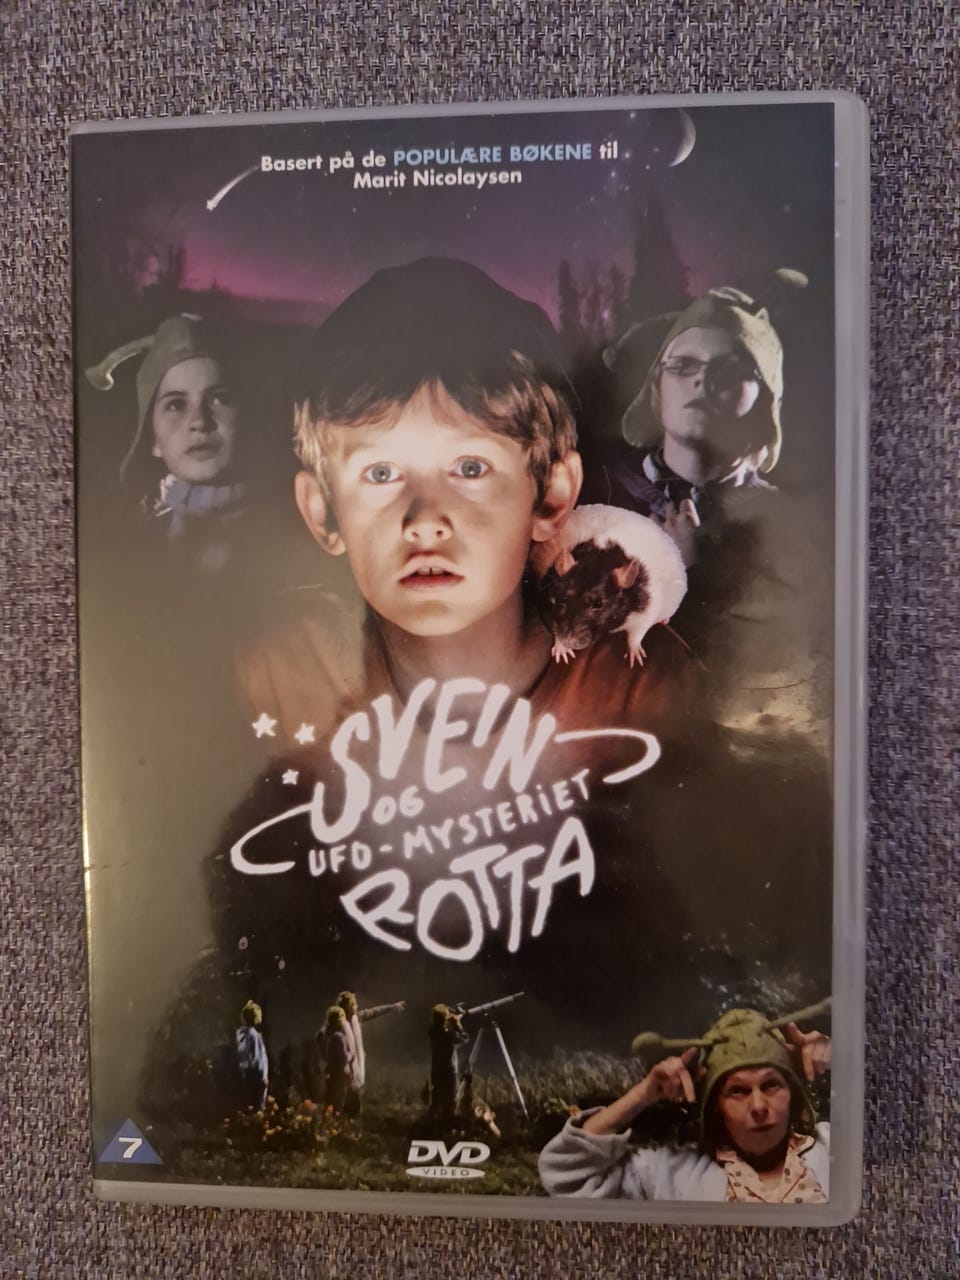 Basert på de POPULÆRE BØKENE til
Marit Nicolaysen
SVEIN
OG
UFO-MYSTERIET
ROTTA
7
DVD
VIDEO